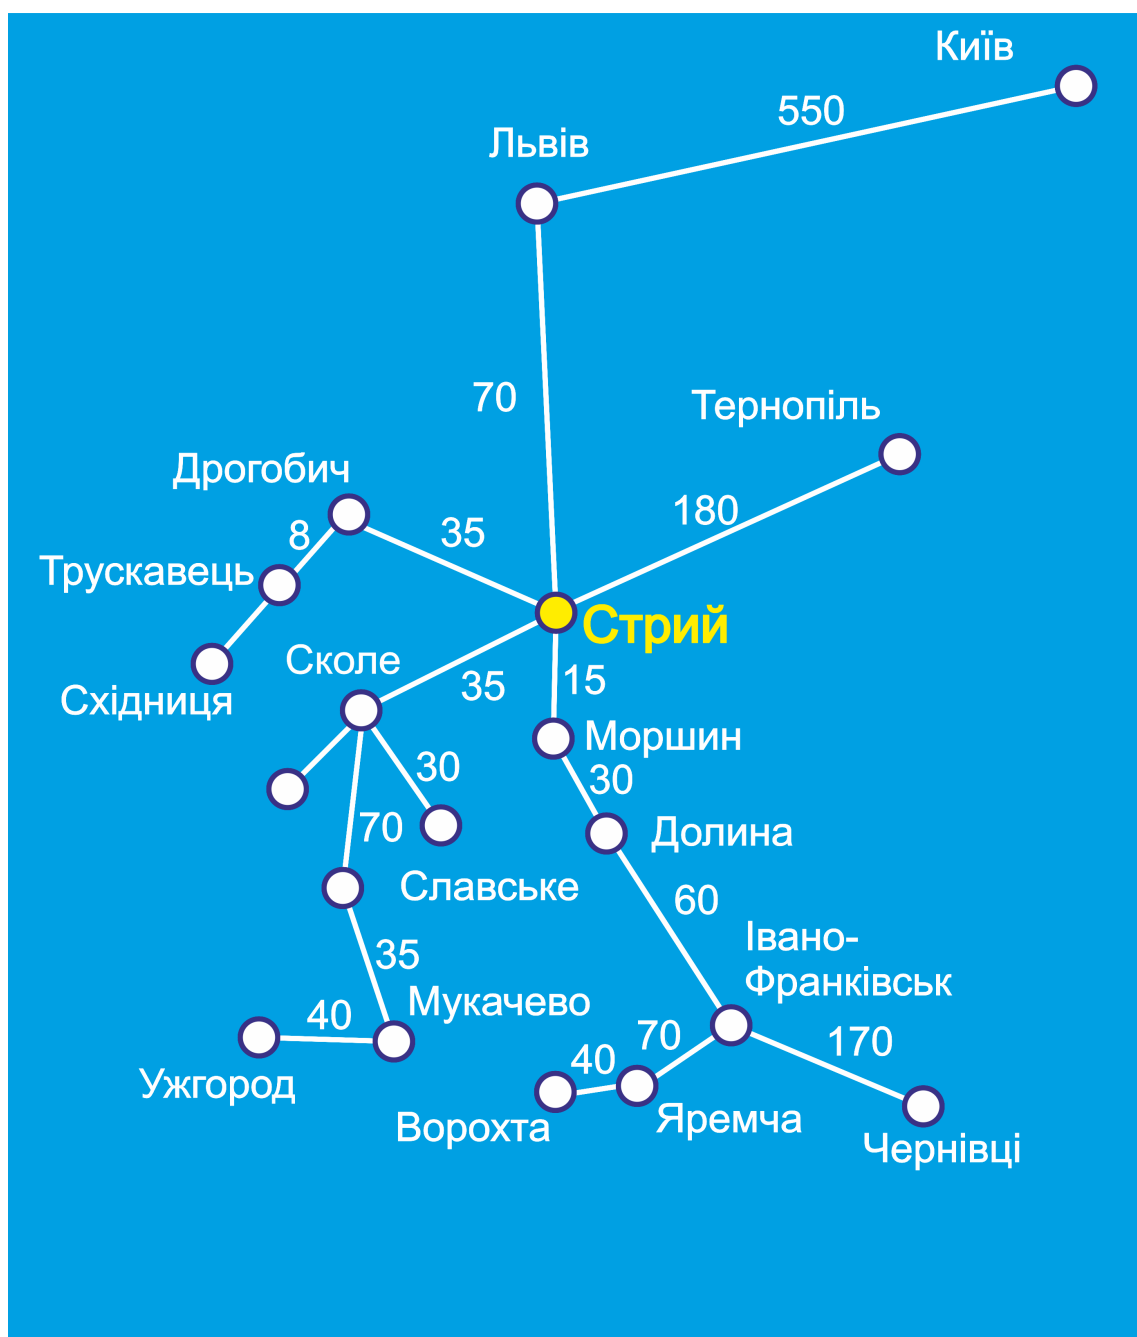 Київ
550
Львів
70
Тернопіль
Дрогобич
180
35
8
Трускавець
Стрий
Сколе
35
15
Східниця
Моршин
30
30
70
Долина
Славське
60
Івано-
Франківськ
35
Мукачево
40
70
170
40
Ужгород
Ворохта
Яремча
Чернівці